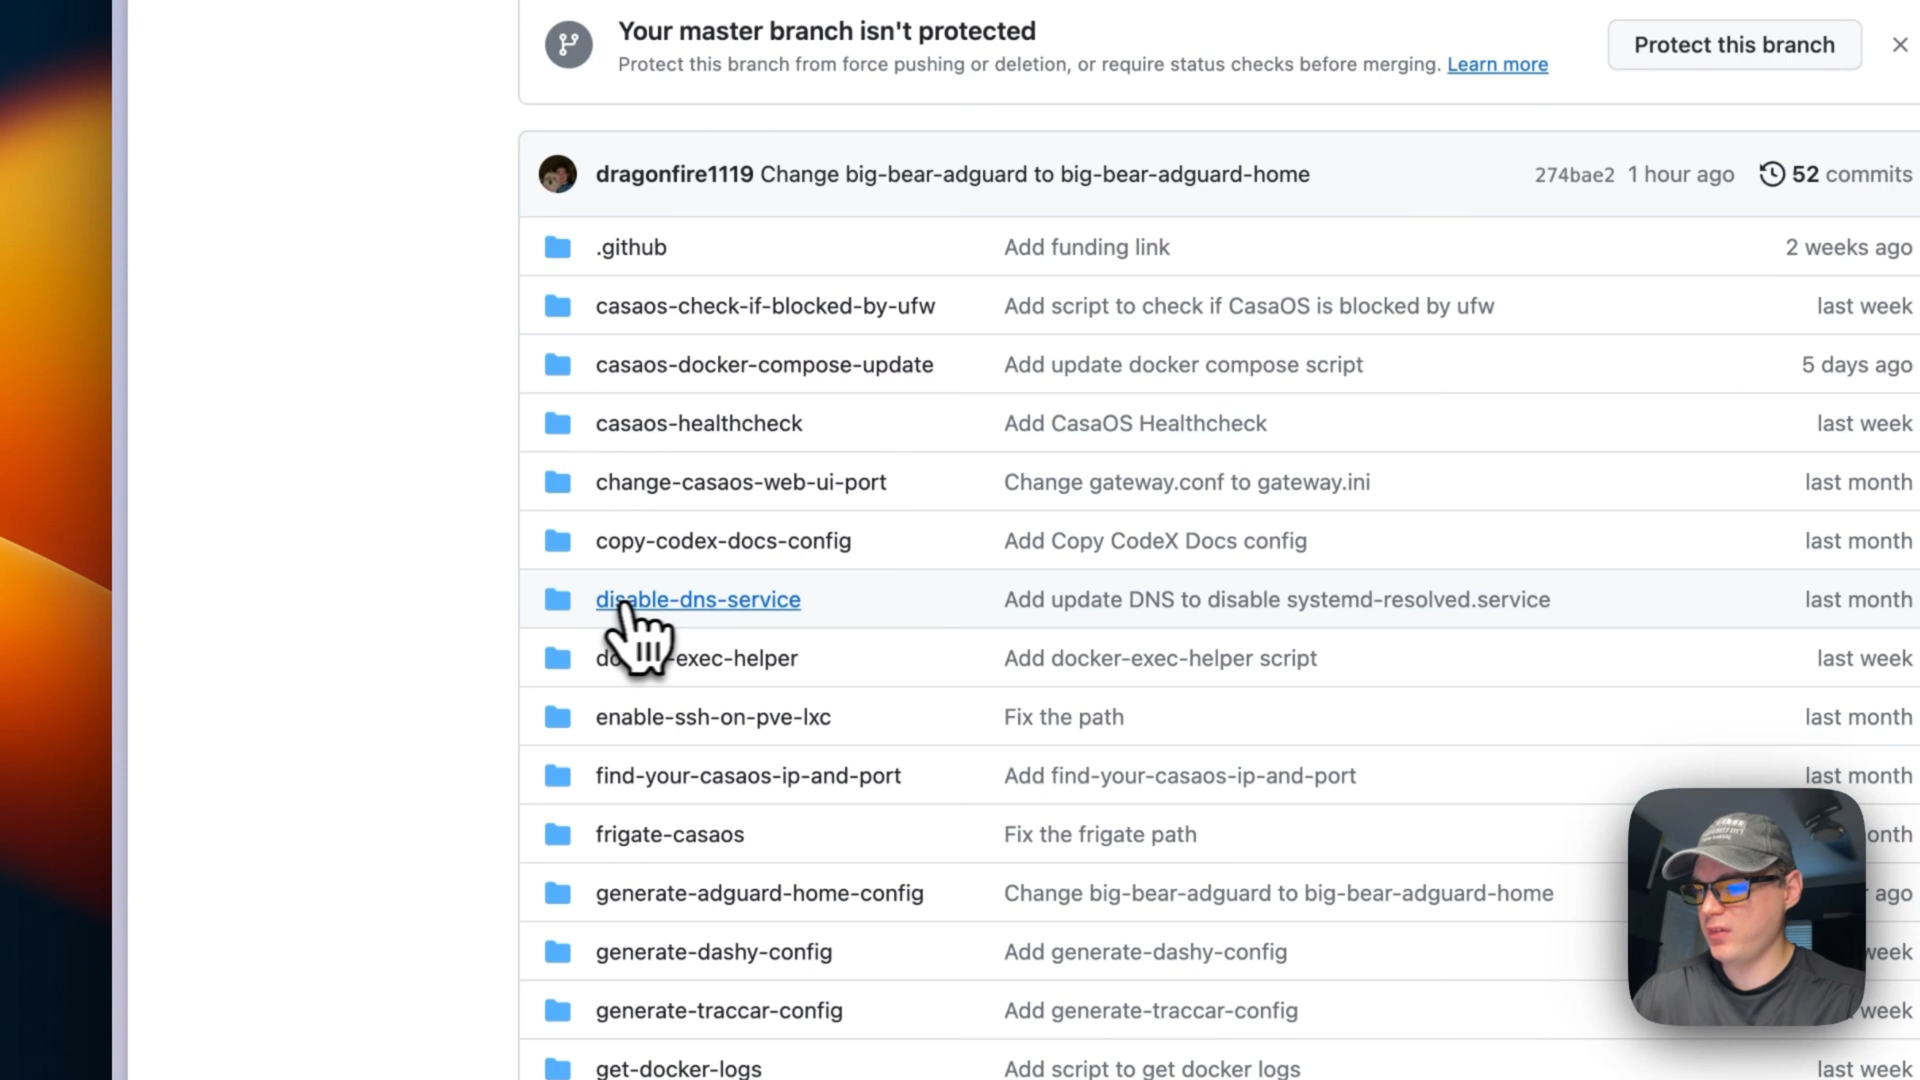 Your master branch isn't protected
Protect this branch from force pushing or deletion, or require status checks before merging. Learn more
Protect this branch
dragonfire1119 Change big-bear-adguard to big-bear-adguard-home 274bae2 1 hour ago 52 commits
.github Add funding link 2 weeks ago
casaos-check-if-blocked-by-ufw Add script to check if CasaOS is blocked by ufw last week
casaos-docker-compose-update Add update docker compose script 5 days ago
casaos-healthcheck Add CasaOS Healthcheck last week
change-casaos-web-ui-port Change gateway.conf to gateway.ini last month
copy-codex-docs-config Add Copy CodeX Docs config last month
disable-dns-service Add update DNS to disable systemd-resolved.service last month
-exec-helper Add docker-exec-helper script last week
enable-ssh-on-pve-lxc Fix the path last month
find-your-casaos-ip-and-port Add find-your-casaos-ip-and-port last month
frigate-casaos Fix the frigate path
generate-adguard-home-config Change big-bear-adguard to big-bear-adguard-home ago
generate-dashy-config Add generate-dashy-config week
generate-traccar-config Add generate-traccar-config week
get-docker-logs Add script to get docker logs last week